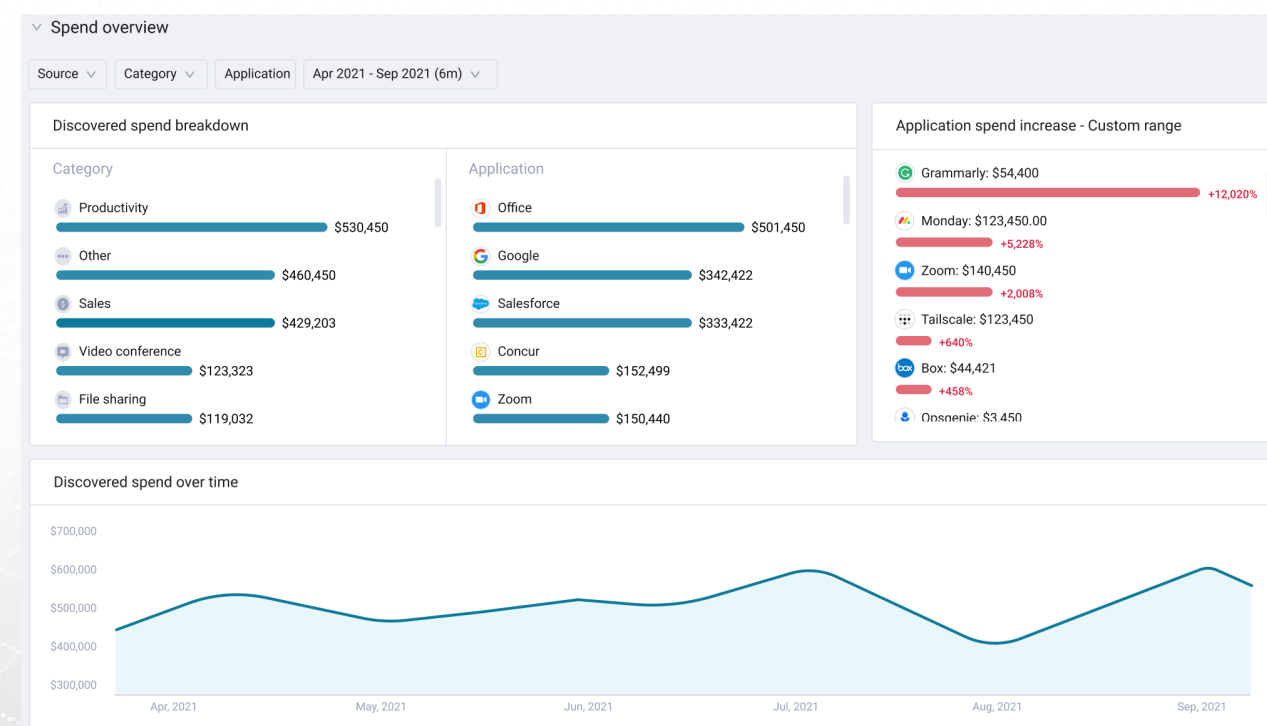 Spend overview
Source
Category
Application
Apr 2021 - Sep 2021 (6m)
Discovered spend breakdown
Category
Productivity
$530,450
Other
$460,450
Sales
$429,203
Video conference
$123,323
File sharing
$119,032
Application
Office
$501,450
Google
$342,422
Salesforce
$333,422
Concur
$152,499
Zoom
$150,440
Application spend increase - Custom range
Grammarly: $54,400
+12,020%
Monday: $123,450.00
+5,228%
Zoom: $140,450
+2,008%
Tailscale: $123,450
+640%
box
Box: $44,421
+458%
Opsgenie: $3,450
Discovered spend over time
$700,000
$600,000
$500,000
$400,000
$300,000
Apr, 2021
May, 2021
Jun, 2021
Jul, 2021
Aug, 2021
Sep, 2021